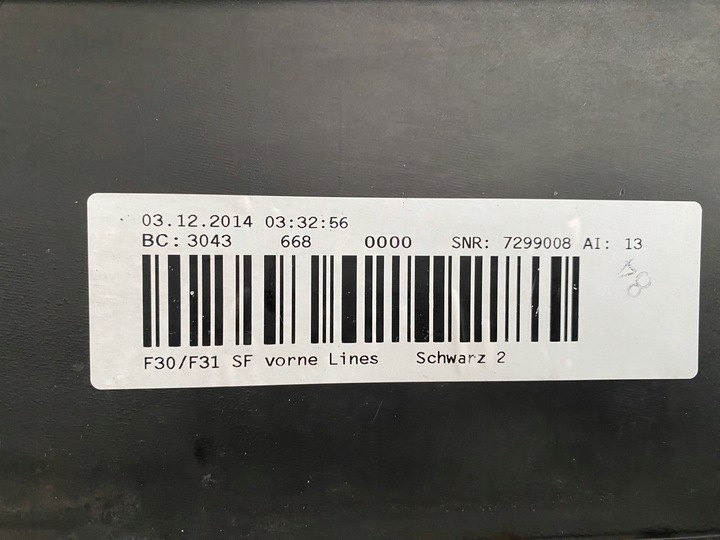 03.12.2014 03:32:56
BC: 3043 668 0000 SNR: 7299008 AI: 13
F30/F31 SF vorne Lines Schwarz 2